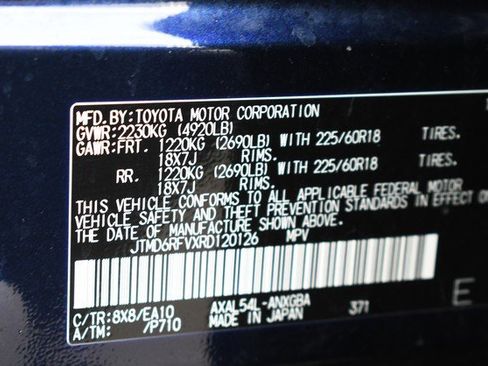 MFD.BY:TOYOTA MOTOR CORPORATION
GVWR:2230KG (4920LB)
GAWR:FRT. 1220KG (2690LB) WITH 225/60R18 TIRES.
18X7J RIMS.
RR. 1220KG (2690LB) WITH 225/60R18 TIRES.
18X7J RIMS.
THIS VEHICLE CONFORMS TO ALL APPLICABLE FEDERAL MOTOR
VEHICLE SAFETY AND THEFT PREVENTION STANDARDS IN EFFECT ON
THE DATE OF MANUFACTURE SHOWN ABOVE.
JTMD6RFVXRD120126 MPV
C/TR:8X8/EA10 AXAL54L-ANXGBA 371
A/TM: /P710 MADE IN JAPAN
E